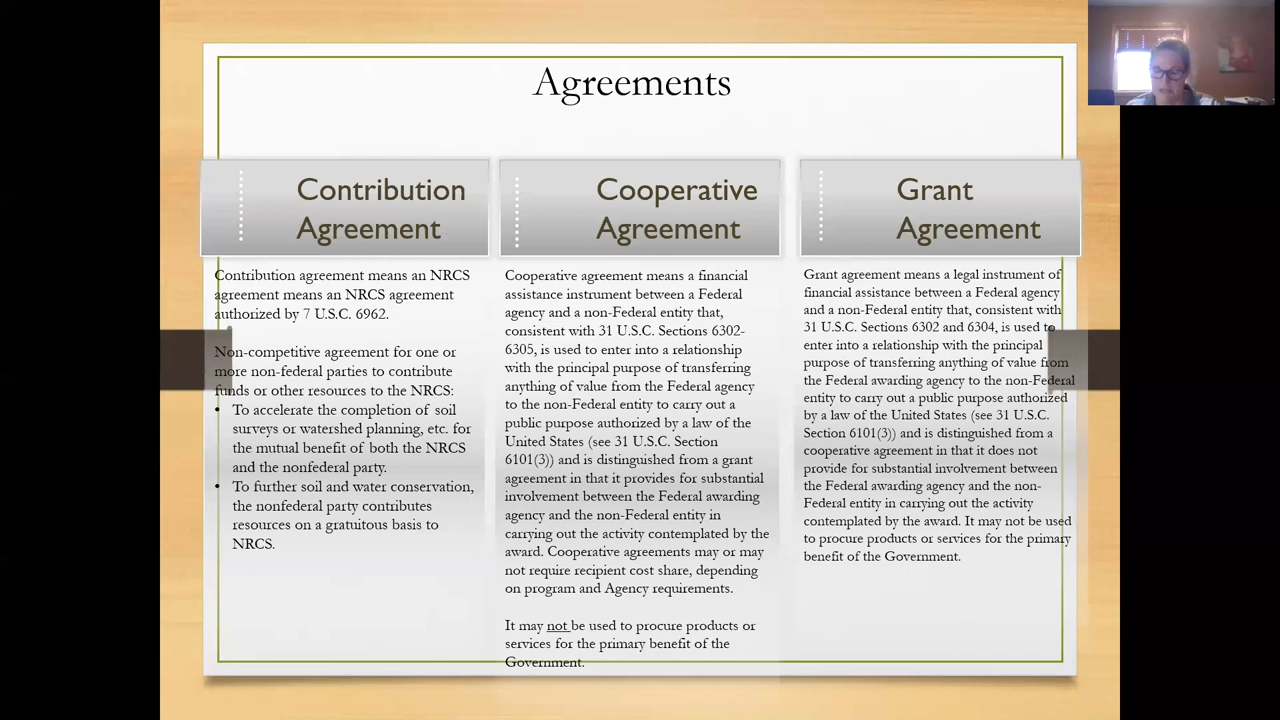 Agreements
Contribution
Agreement
Contribution agreement means an NRCS
agreement means an NRCS agreement
authorized by 7 U.S.C. 6962.
Non-competitive agreement for one or
more non-federal parties to contribute
funds or other resources to the NRCS:
• To accelerate the completion of soil
surveys or watershed planning, etc. for
the mutual benefit of both the NRCS
and the nonfederal party.
• To further soil and water conservation,
the nonfederal party contributes
resources on a gratuitous basis to
NRCS.
Cooperative
Agreement
Cooperative agreement means a financial
assistance instrument between a Federal
agency and a non-Federal entity that,
consistent with 31 U.S.C. Sections 6302-
6305, is used to enter into a relationship
with the principal purpose of transferring
anything of value from the Federal agency
to the non-Federal entity to carry out a
public purpose authorized by a law of the
United States (see 31 U.S.C. Section
6101(3)) and is distinguished from a grant
agreement in that it provides for substantial
involvement between the Federal awarding
agency and the non-Federal entity in
carrying out the activity contemplated by the
award. Cooperative agreements may or may
not require recipient cost share, depending
on program and Agency requirements.
It may not be used to procure products or
services for the primary benefit of the
Government.
Grant
Agreement
Grant agreement means a legal instrument of
financial assistance between a Federal agency
and a non-Federal entity that, consistent with
31 U.S.C. Sections 6302 and 6304, is used to
enter into a relationship with the principal
purpose of transferring anything of value from
the Federal awarding agency to the non-Federal
entity to carry out a public purpose authorized
by a law of the United States (see 31 U.S.C.
Section 6101(3)) and is distinguished from a
cooperative agreement in that it does not
provide for substantial involvement between
the Federal awarding agency and the non-
Federal entity in carrying out the activity
contemplated by the award. It may not be used
to procure products or services for the primary
benefit of the Government.